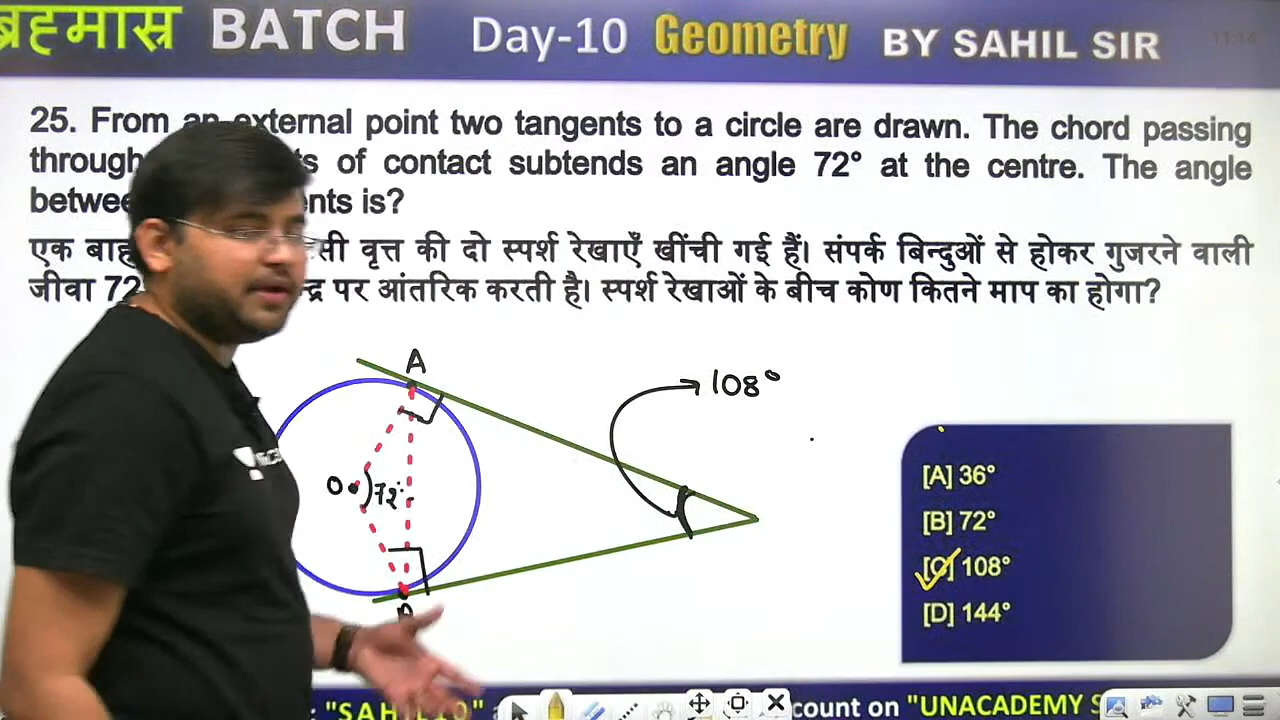 ब्रह्मास्त्र BATCH Day-10 Geometry BY SAHIL SIR
25. From an external point two tangents to a circle are drawn. The chord passing
through of contact subtends an angle 72° at the centre. The angle
is?
एक वृत्त की दो स्पर्श रेखाएँ खींची गई हैं। संपर्क बिन्दुओं से होकर गुजरने वाली
जीवा 72 पर आंतरिक करती है। स्पर्श रेखाओं के बीच कोण कितने माप का होगा?
A
108°
O 72°
[A] 36°
[B] 72°
[C] 108°
[D] 144°
count on "UNACADEMY S